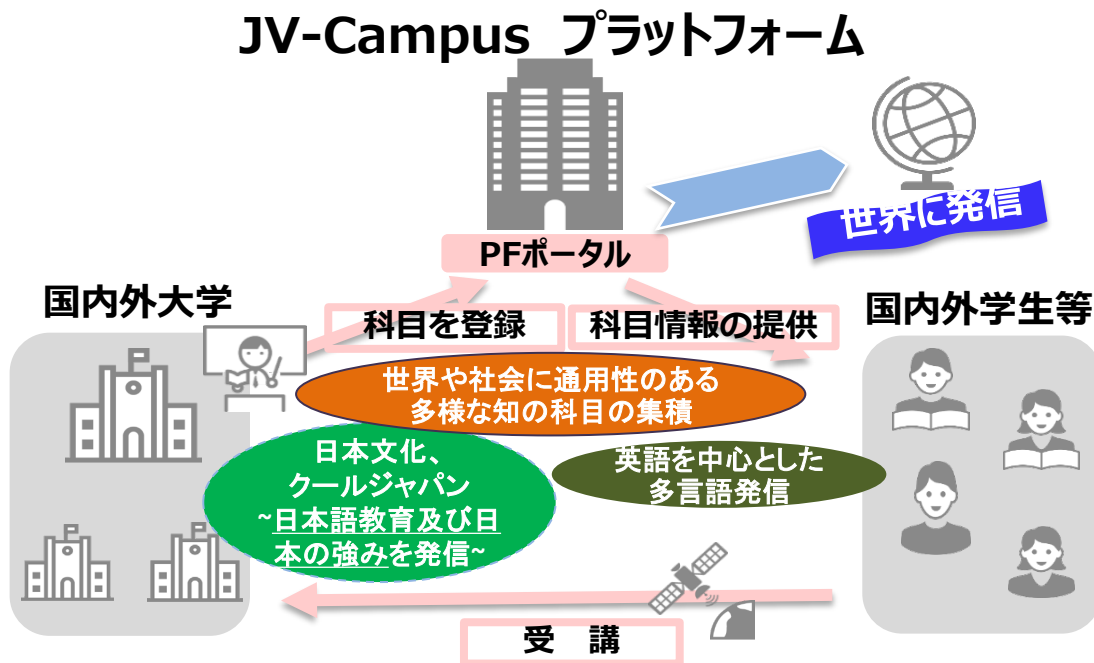 JV-Campus プラットフォーム
世界に発信
PFポータル
国内外大学
国内外学生等
科目を登録
科目情報の提供
世界や社会に通用性のある
多様な知の科目の集積
日本文化、
クールジャパン
~日本語教育及び日
本の強みを発信~
英語を中心とした
多言語発信
受　講